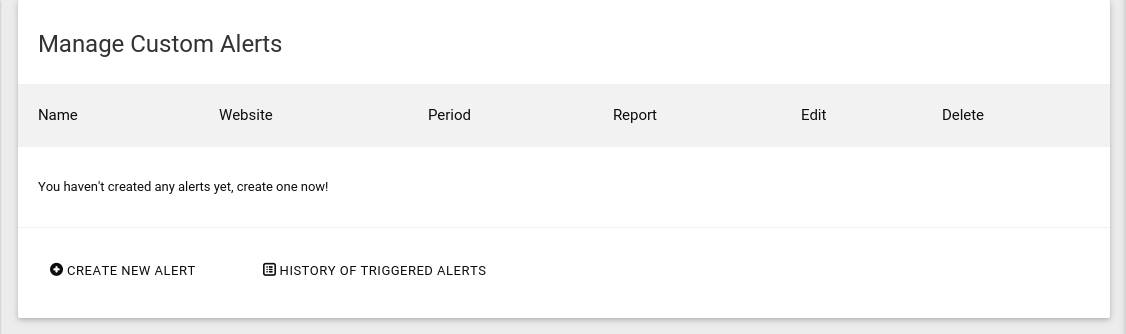 Manage Custom Alerts
Name Website Period Report Edit Delete
You haven't created any alerts yet, create one now!
CREATE NEW ALERT HISTORY OF TRIGGERED ALERTS